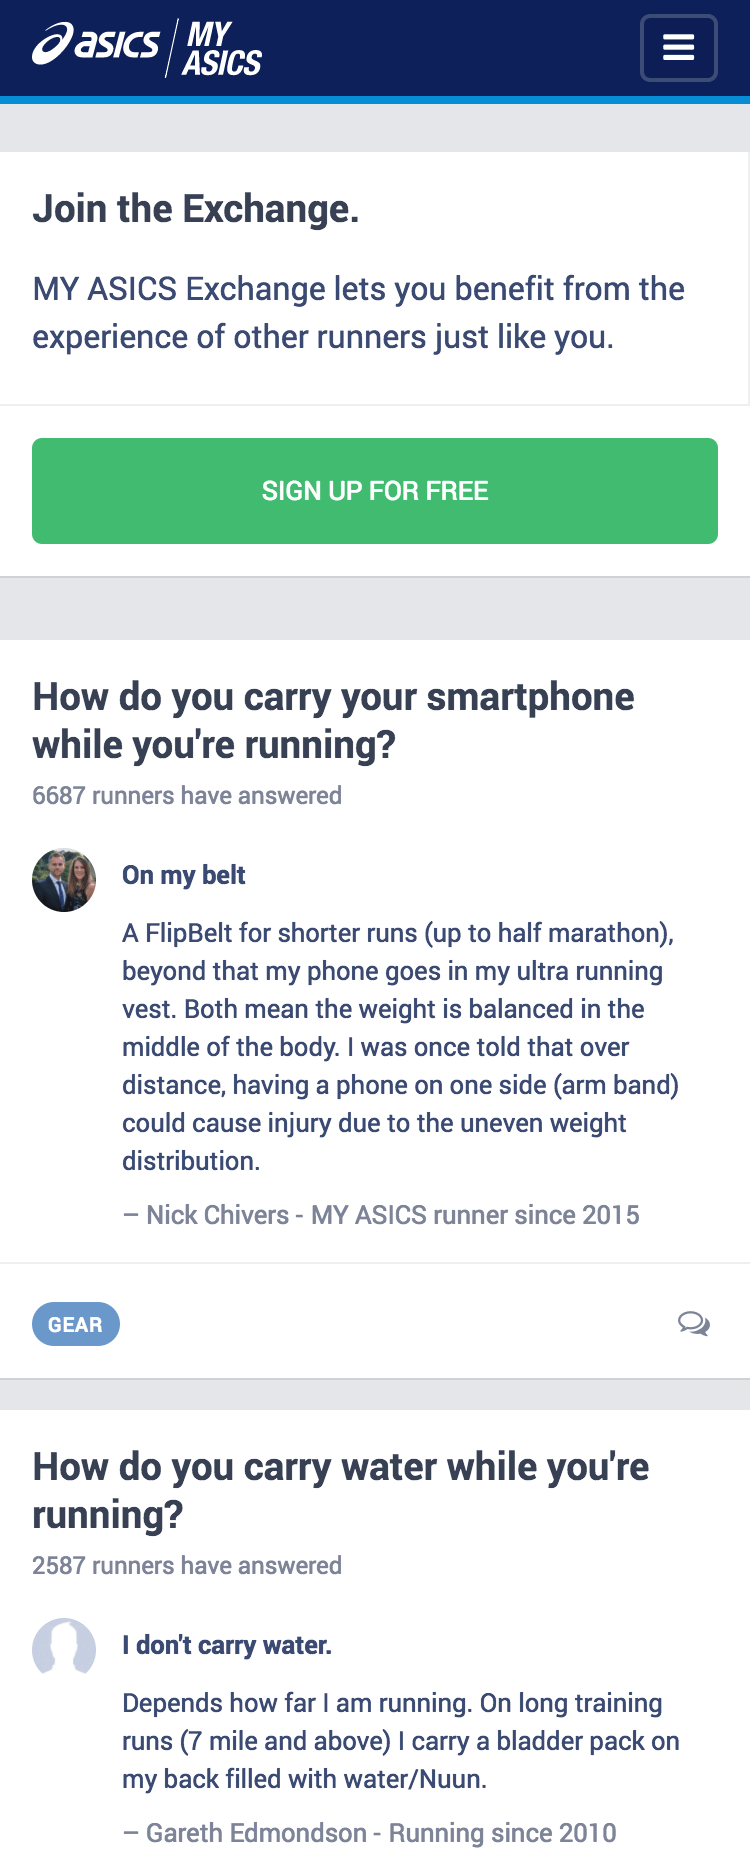 asics MY
ASICS
Join the Exchange.
MY ASICS Exchange lets you benefit from the
experience of other runners just like you.
SIGN UP FOR FREE
How do you carry your smartphone
while you're running?
6687 runners have answered
On my belt
A FlipBelt for shorter runs (up to half marathon),
beyond that my phone goes in my ultra running
vest. Both mean the weight is balanced in the
middle of the body. I was once told that over
distance, having a phone on one side (arm band)
could cause injury due to the uneven weight
distribution.
– Nick Chivers - MY ASICS runner since 2015
GEAR
How do you carry water while you're
running?
2587 runners have answered
I don't carry water.
Depends how far I am running. On long training
runs (7 mile and above) I carry a bladder pack on
my back filled with water/Nuun.
– Gareth Edmondson - Running since 2010